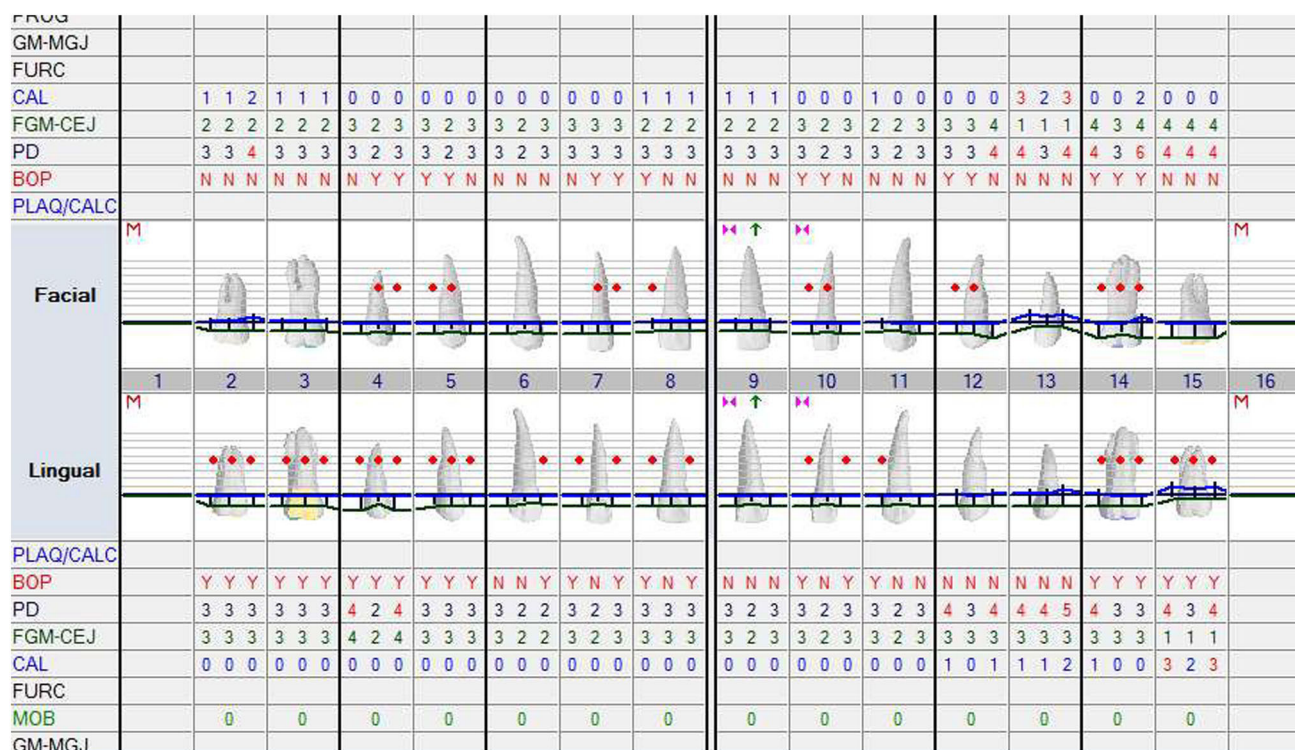 PROG
GM-MGJ
FURC
CAL 1 1 2 1 1 1 0 0 0 0 0 0 0 0 0 0 0 0 1 1 1 1 1 1 0 0 0 1 0 0 0 0 0 3 2 3 0 0 2 0 0 0
FGM-CEJ 2 2 2 2 2 2 3 2 3 3 2 3 3 2 3 3 3 3 2 2 2 2 2 2 3 2 3 2 2 3 3 3 4 1 1 1 4 3 4 4 4 4
PD 3 3 4 3 3 3 3 2 3 3 2 3 3 2 3 3 3 3 3 3 3 3 3 3 3 2 3 3 2 3 3 3 4 4 3 4 4 3 6 4 4 4
BOP N N N N N N N Y Y Y Y N N N N N Y Y Y N N N N N Y Y N N N N Y Y N N N N Y Y Y N N N
PLAQ/CALC
M M
Facial
1 2 3 4 5 6 7 8 9 10 11 12 13 14 15 16
M M
Lingual
PLAQ/CALC
BOP Y Y Y Y Y Y Y Y Y Y Y Y N N Y Y N Y Y N Y N N N Y N Y Y N N N N N N N N Y Y Y Y Y Y
PD 3 3 3 3 3 3 4 2 4 3 3 3 3 2 2 3 2 3 3 3 3 3 2 3 3 2 3 3 2 3 4 3 4 4 4 5 4 3 3 4 3 4
FGM-CEJ 3 3 3 3 3 3 4 2 4 3 3 3 3 2 2 3 2 3 3 3 3 3 2 3 3 2 3 3 2 3 3 3 3 3 3 3 3 3 3 1 1 1
CAL 0 0 0 0 0 0 0 0 0 0 0 0 0 0 0 0 0 0 0 0 0 0 0 0 0 0 0 0 0 0 1 0 1 1 1 2 1 0 0 3 2 3
FURC
MOB 0 0 0 0 0 0 0 0 0 0 0 0 0 0
GM-MGJ